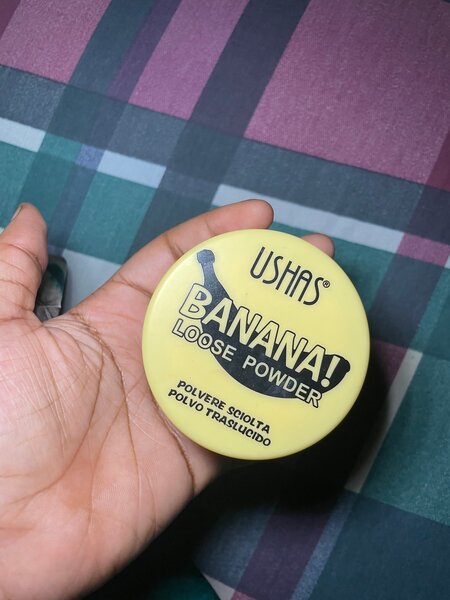 USHAS®
BANANA!
LOOSE POWDER
POLVERE SCIOLTA
POLVO TRASLUCIDO